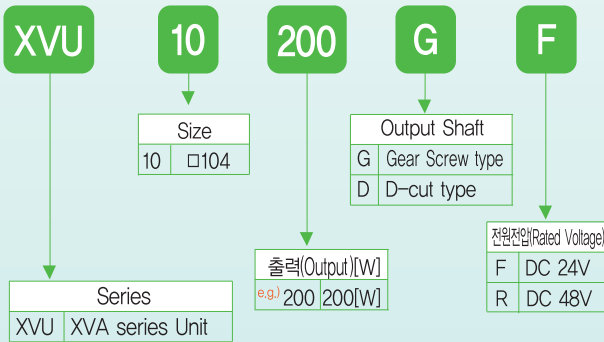 XVU 10 200 G F
Size
10 □104
Output Shaft
G Gear Screw type
D D-cut type
전원전압(Rated Voltage)
F DC 24V
R DC 48V
출력(Output)[W]
e.g.) 200 200[W]
Series
XVU XVA series Unit